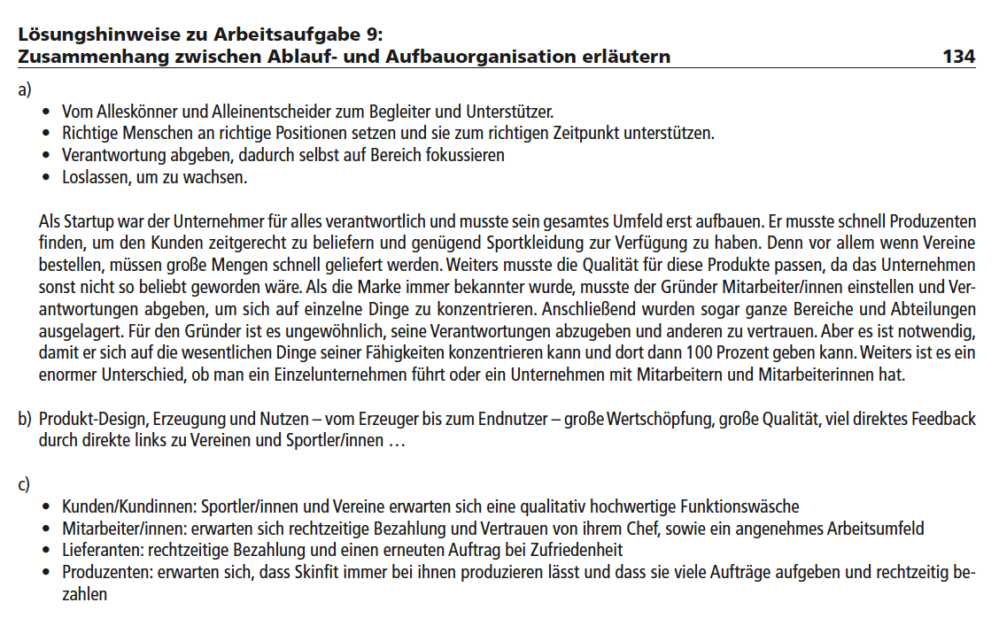 Lösungshinweise zu Arbeitsaufgabe 9:
Zusammenhang zwischen Ablauf- und Aufbauorganisation erläutern 134
a)
• Vom Alleskönner und Alleinentscheider zum Begleiter und Unterstützer.
• Richtige Menschen an richtige Positionen setzen und sie zum richtigen Zeitpunkt unterstützen.
• Verantwortung abgeben, dadurch selbst auf Bereich fokussieren
• Loslassen, um zu wachsen.
Als Startup war der Unternehmer für alles verantwortlich und musste sein gesamtes Umfeld erst aufbauen. Er musste schnell Produzenten
finden, um den Kunden zeitgerecht zu beliefern und genügend Sportkleidung zur Verfügung zu haben. Denn vor allem wenn Vereine
bestellen, müssen große Mengen schnell geliefert werden. Weiters musste die Qualität für diese Produkte passen, da das Unternehmen
sonst nicht so beliebt geworden wäre. Als die Marke immer bekannter wurde, musste der Gründer Mitarbeiter/innen einstellen und Ver-
antwortungen abgeben, um sich auf einzelne Dinge zu konzentrieren. Anschließend wurden sogar ganze Bereiche und Abteilungen
ausgelagert. Für den Gründer ist es ungewöhnlich, seine Verantwortungen abzugeben und anderen zu vertrauen. Aber es ist notwendig,
damit er sich auf die wesentlichen Dinge seiner Fähigkeiten konzentrieren kann und dort dann 100 Prozent geben kann. Weiters ist es ein
enormer Unterschied, ob man ein Einzelunternehmen führt oder ein Unternehmen mit Mitarbeitern und Mitarbeiterinnen hat.
b) Produkt-Design, Erzeugung und Nutzen – vom Erzeuger bis zum Endnutzer – große Wertschöpfung, große Qualität, viel direktes Feedback
durch direkte links zu Vereinen und Sportler/innen …
c)
• Kunden/Kundinnen: Sportler/innen und Vereine erwarten sich eine qualitativ hochwertige Funktionswäsche
• Mitarbeiter/innen: erwarten sich rechtzeitige Bezahlung und Vertrauen von ihrem Chef, sowie ein angenehmes Arbeitsumfeld
• Lieferanten: rechtzeitige Bezahlung und einen erneuten Auftrag bei Zufriedenheit
• Produzenten: erwarten sich, dass Skinfit immer bei ihnen produzieren lässt und dass sie viele Aufträge aufgeben und rechtzeitig be-
zahlen